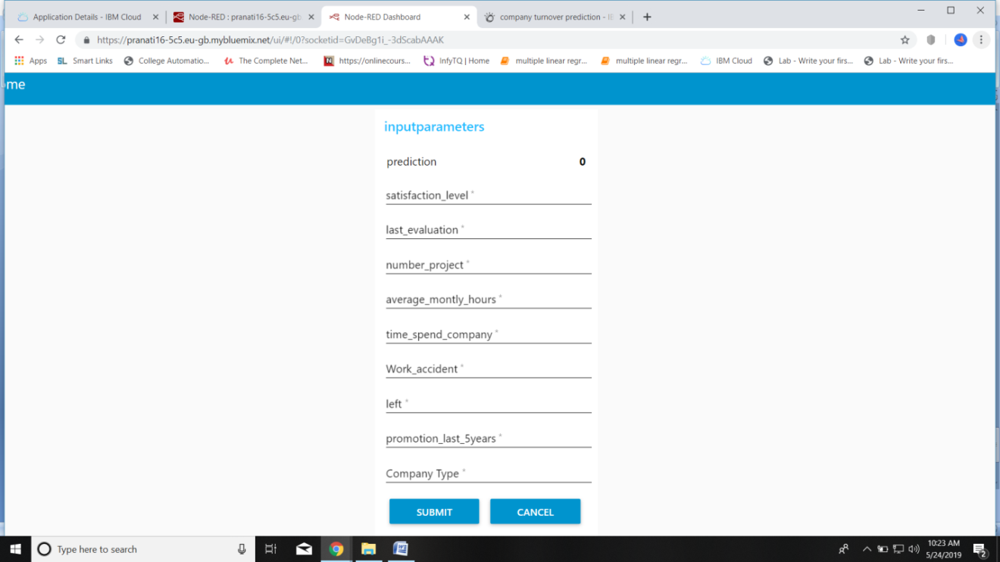 Application Details - IBM Cloud
Node-RED : pranati16-5c5.eu-gb
Node-RED Dashboard
company turnover prediction - IB
https://pranati16-5c5.eu-gb.mybluemix.net/ui/#!/0?socketid=GvDeBg1i_-3dScabAAAK
Apps SL Smart Links College Automatio... The Complete Net... N https://onlinecours... InfyTQ | Home multiple linear regr... multiple linear regr... IBM Cloud Lab - Write your firs... Lab - Write your firs...
me
inputparameters
prediction 0
satisfaction_level *
last_evaluation *
number_project *
average_montly_hours *
time_spend_company *
Work_accident *
left *
promotion_last_5years *
Company Type *
SUBMIT CANCEL
Type here to search
10:23 AM
5/24/2019
2